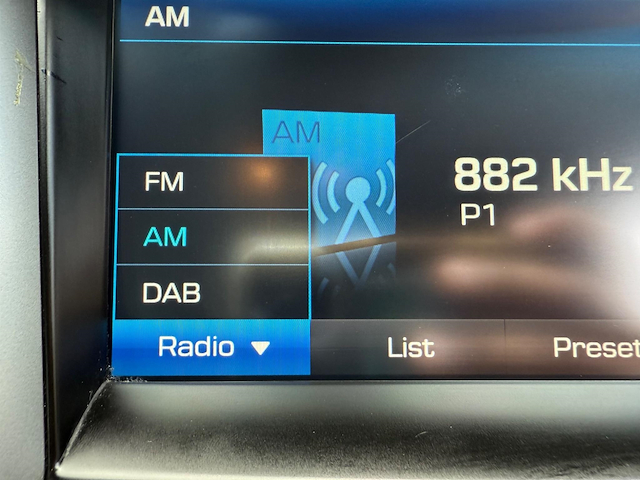 AM
AM
882 kHz
P1
FM
AM
DAB
Radio
List
Preset